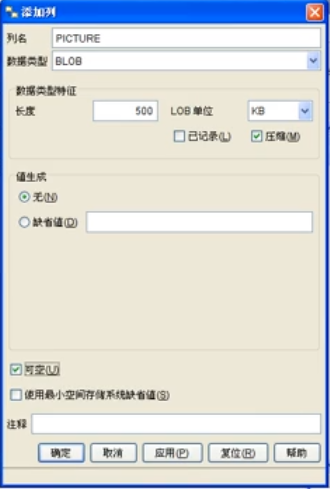 添加列
列名 PICTURE
数据类型 BLOB
数据类型特征
长度 500 LOB 单位 KB
已记录(L) 压缩(M)
值生成
无(N)
缺省值(D)
可空(U)
使用最小空间存储系统缺省值(S)
注释
确定 取消 应用(P) 复位(R) 帮助